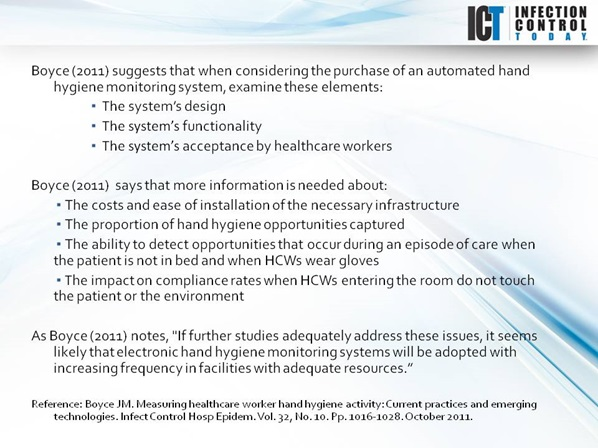 ICT INFECTION
CONTROL
TODAY
Boyce (2011) suggests that when considering the purchase of an automated hand
hygiene monitoring system, examine these elements:
▪ The system's design
▪ The system's functionality
▪ The system's acceptance by healthcare workers
Boyce (2011) says that more information is needed about:
▪ The costs and ease of installation of the necessary infrastructure
▪ The proportion of hand hygiene opportunities captured
▪ The ability to detect opportunities that occur during an episode of care when
the patient is not in bed and when HCWs wear gloves
▪ The impact on compliance rates when HCWs entering the room do not touch
the patient or the environment
As Boyce (2011) notes, "If further studies adequately address these issues, it seems
likely that electronic hand hygiene monitoring systems will be adopted with
increasing frequency in facilities with adequate resources."
Reference: Boyce JM. Measuring healthcare worker hand hygiene activity: Current practices and emerging
technologies. Infect Control Hosp Epidem. Vol. 32, No. 10. Pp. 1016-1028. October 2011.